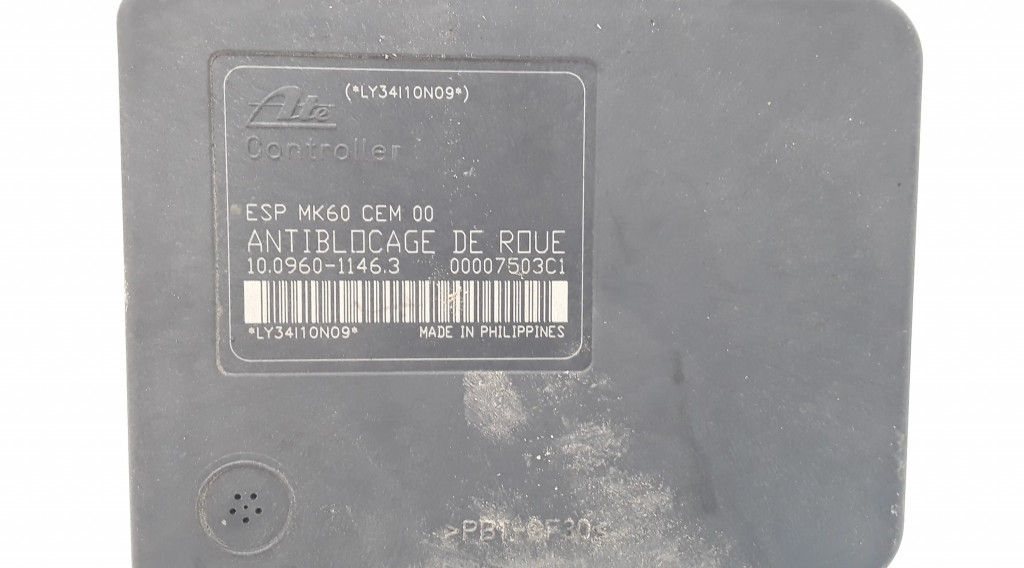 (*LY34I10N09*)
Ate
Controller
ESP MK60 CEM 00
ANTIBLOCAGE DE ROUE
10.0960-1146.3 00007503C1
*LY34I10N09* MADE IN PHILIPPINES